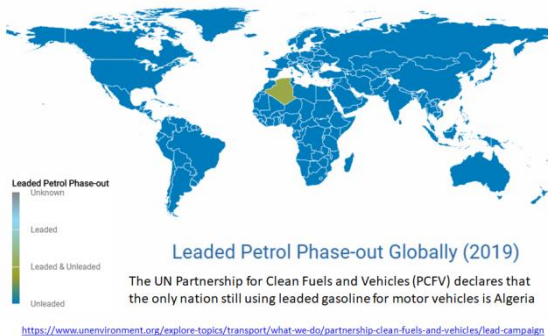 Leaded Petrol Phase-out
Unknown
Leaded
Leaded & Unleaded
Unleaded
Leaded Petrol Phase-out Globally (2019)
The UN Partnership for Clean Fuels and Vehicles (PCFV) declares that
the only nation still using leaded gasoline for motor vehicles is Algeria
https://www.unenvironment.org/explore-topics/transport/what-we-do/partnership-clean-fuels-and-vehicles/lead-campaign